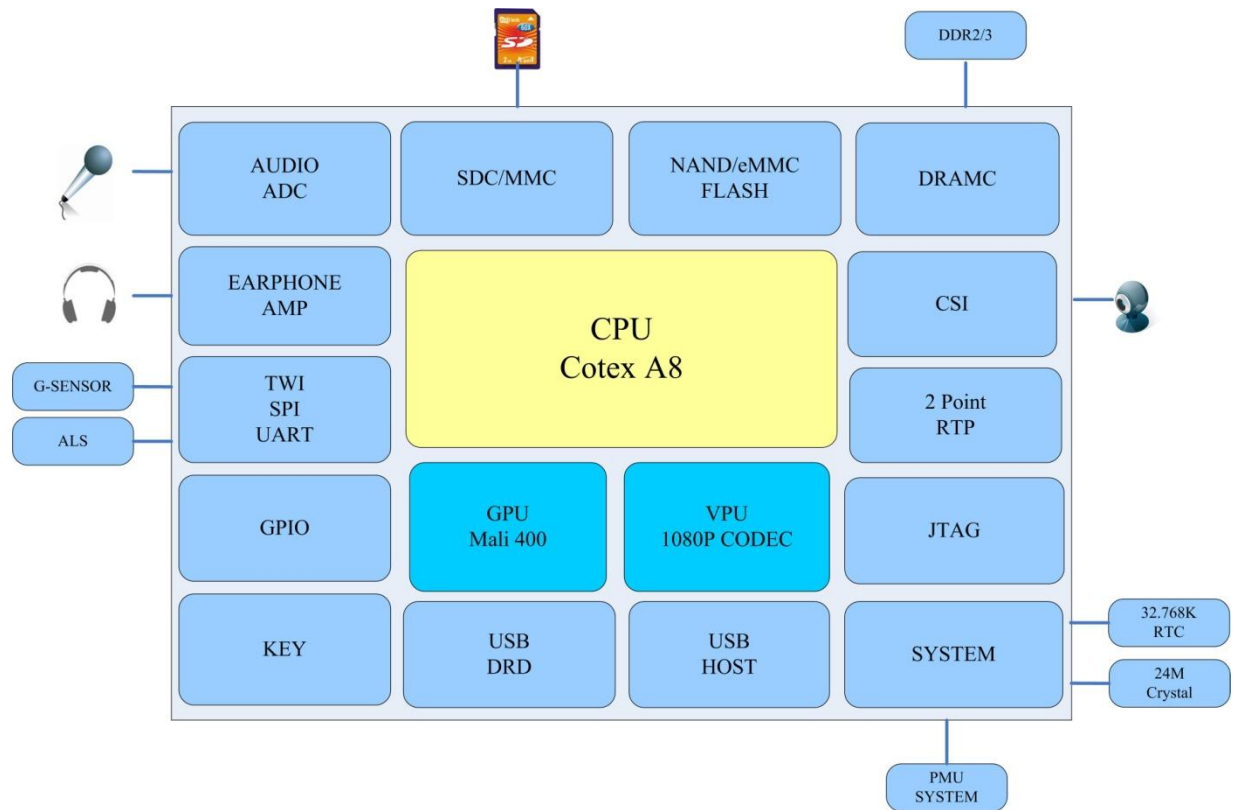 DDR2/3
SD
AUDIO
ADC
SDC/MMC
NAND/eMMC
FLASH
DRAMC
EARPHONE
AMP
CPU
Cotex A8
CSI
G-SENSOR
ALS
TWI
SPI
UART
2 Point
RTP
GPIO
GPU
Mali 400
VPU
1080P CODEC
JTAG
KEY
USB
DRD
USB
HOST
SYSTEM
32.768K
RTC
24M
Crystal
PMU
SYSTEM